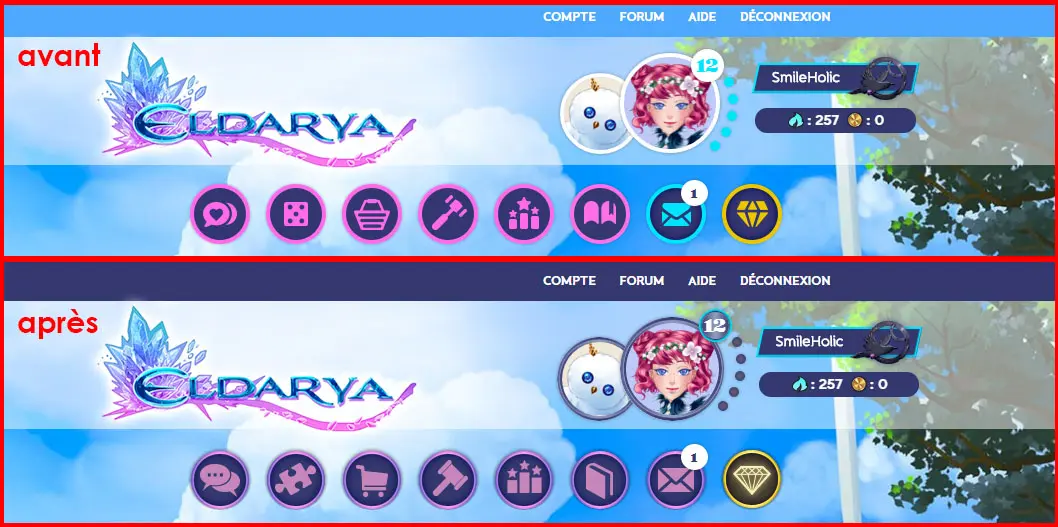 COMPTE FORUM AIDE DÉCONNEXION
avant
ELDARYA
12
SmileHolic
: 257 : 0
1
COMPTE FORUM AIDE DÉCONNEXION
après
ELDARYA
12
SmileHolic
: 257 : 0
1